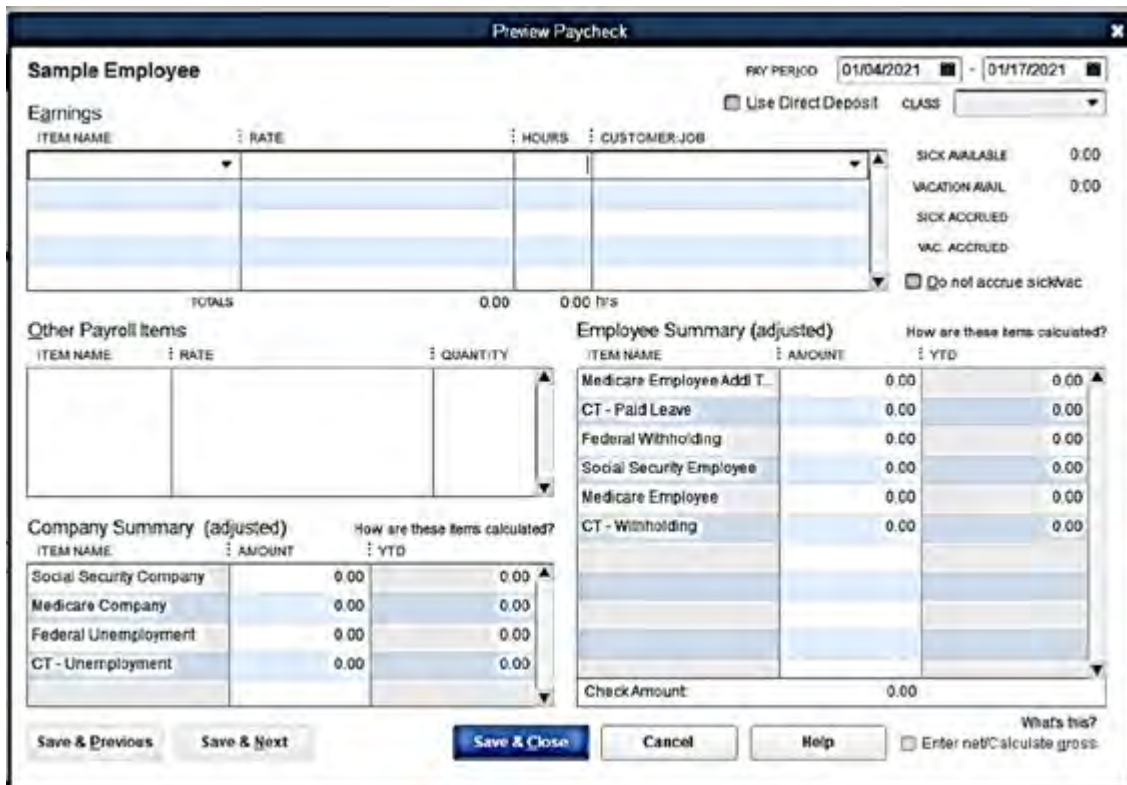 Preview Paycheck
Sample Employee
PAY PERIOD 01/04/2021 - 01/17/2021
Use Direct Deposit CLASS
Earnings
ITEM NAME RATE HOURS CUSTOMER:JOB
SICK AVAILABLE 0.00
VACATION AVAIL. 0.00
SICK ACCRUED
VAC. ACCRUED
Do not accrue sick/vac
TOTALS 0.00 0.00 hrs
Other Payroll Items
ITEM NAME RATE QUANTITY
Employee Summary (adjusted) How are these items calculated?
ITEM NAME AMOUNT YTD
Medicare Employee Addl T... 0.00 0.00
CT - Paid Leave 0.00 0.00
Federal Withholding 0.00 0.00
Social Security Employee 0.00 0.00
Medicare Employee 0.00 0.00
CT - Withholding 0.00 0.00
Check Amount: 0.00
Company Summary (adjusted) How are these items calculated?
ITEM NAME AMOUNT YTD
Social Security Company 0.00 0.00
Medicare Company 0.00 0.00
Federal Unemployment 0.00 0.00
CT - Unemployment 0.00 0.00
Save & Previous Save & Next Save & Close Cancel Help
What's this?
Enter net/Calculate gross